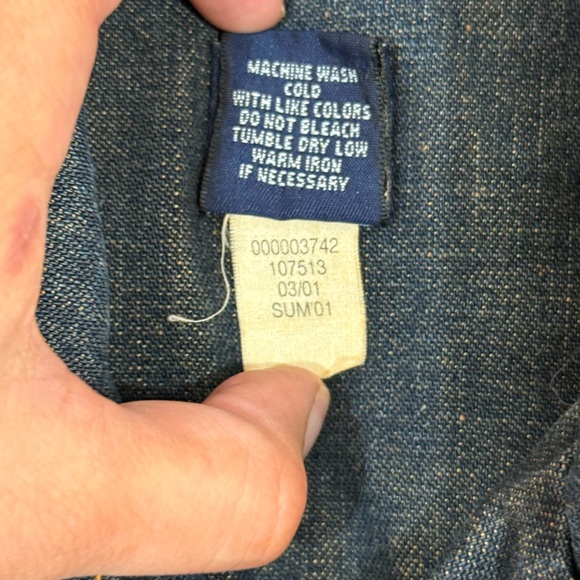 MACHINE WASH
COLD
WITH LIKE COLORS
DO NOT BLEACH
TUMBLE DRY LOW
WARM IRON
IF NECESSARY
000003742
107513
03/01
SUM'01